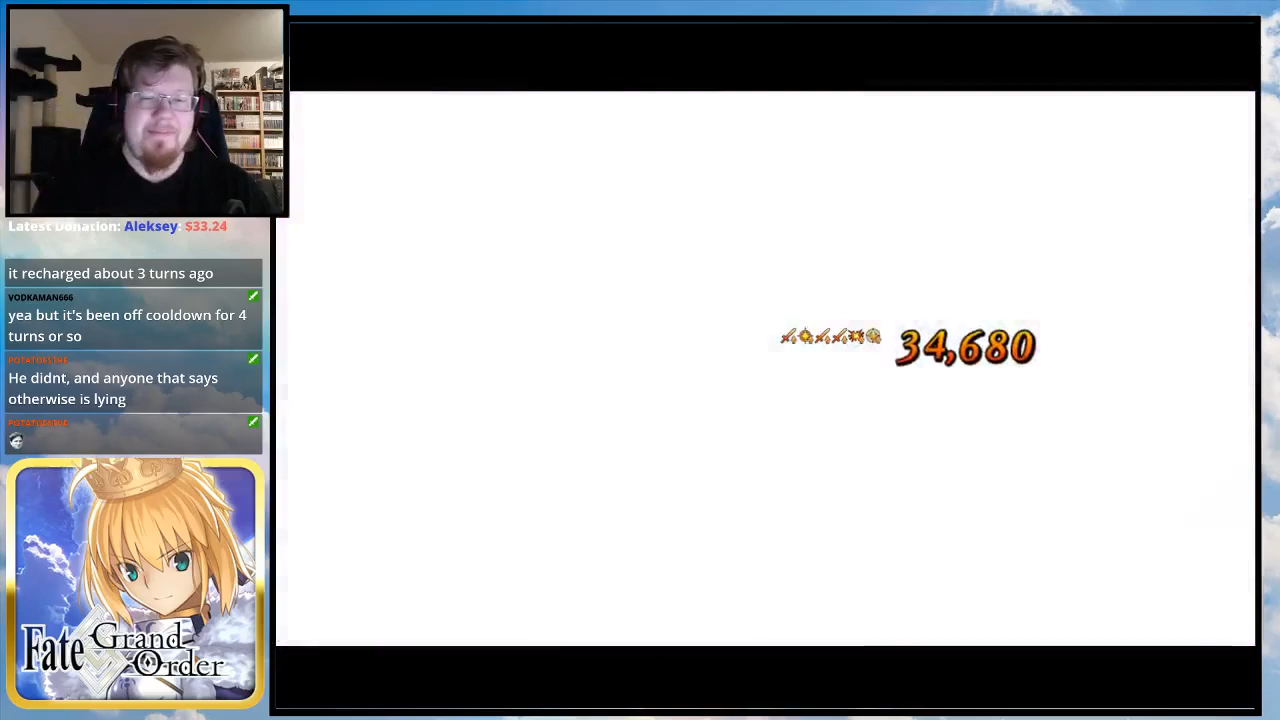 Latest Donation: Aleksey: $33.24
it recharged about 3 turns ago
VODKAMAN666
yea but it's been off cooldown for 4
turns or so
He didnt, and anyone that says
otherwise is lying
34,680
Fate
Grand
Order